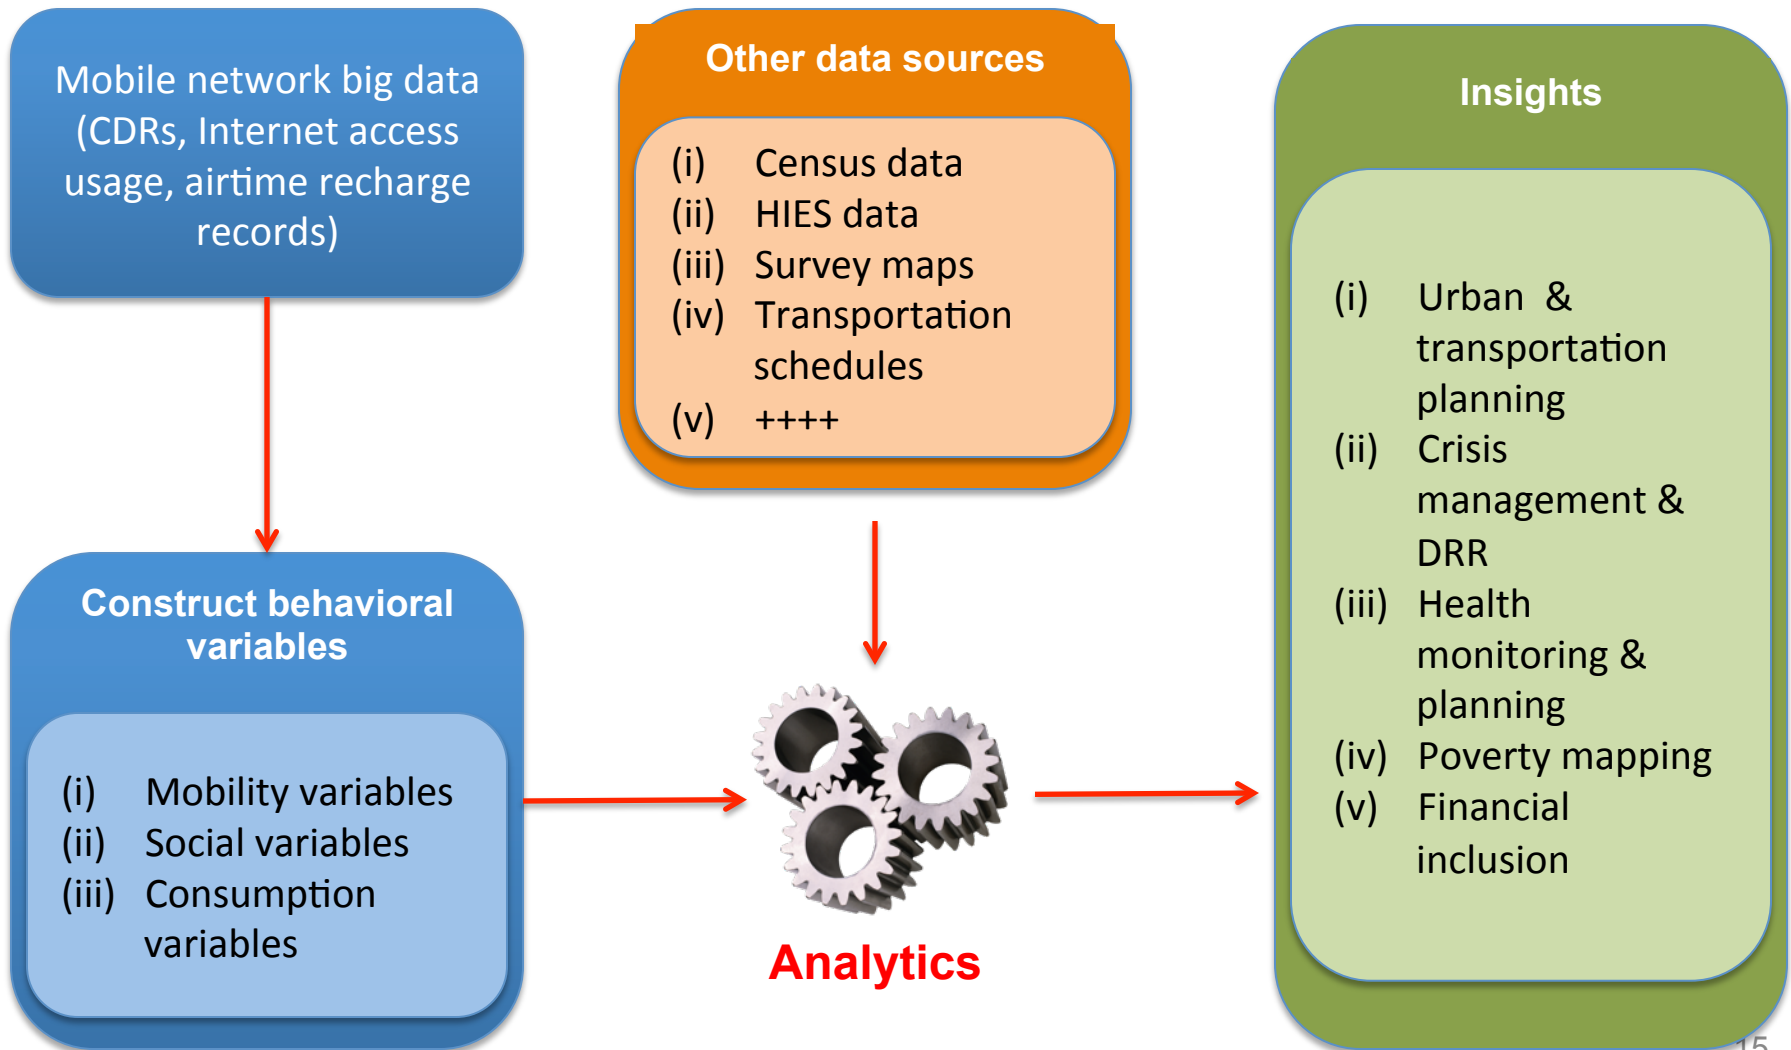 Mobile network big data
(CDRs, Internet access
usage, airtime recharge
records)
Construct behavioral
variables
(i) Mobility variables
(ii) Social variables
(iii) Consumption
variables
Other data sources
(i) Census data
(ii) HIES data
(iii) Survey maps
(iv) Transportation
schedules
(v) ++++
Analytics
Insights
(i) Urban & 
transportation
planning
(ii) Crisis
management &
DRR
(iii) Health
monitoring &
planning
(iv) Poverty mapping
(v) Financial
inclusion
15